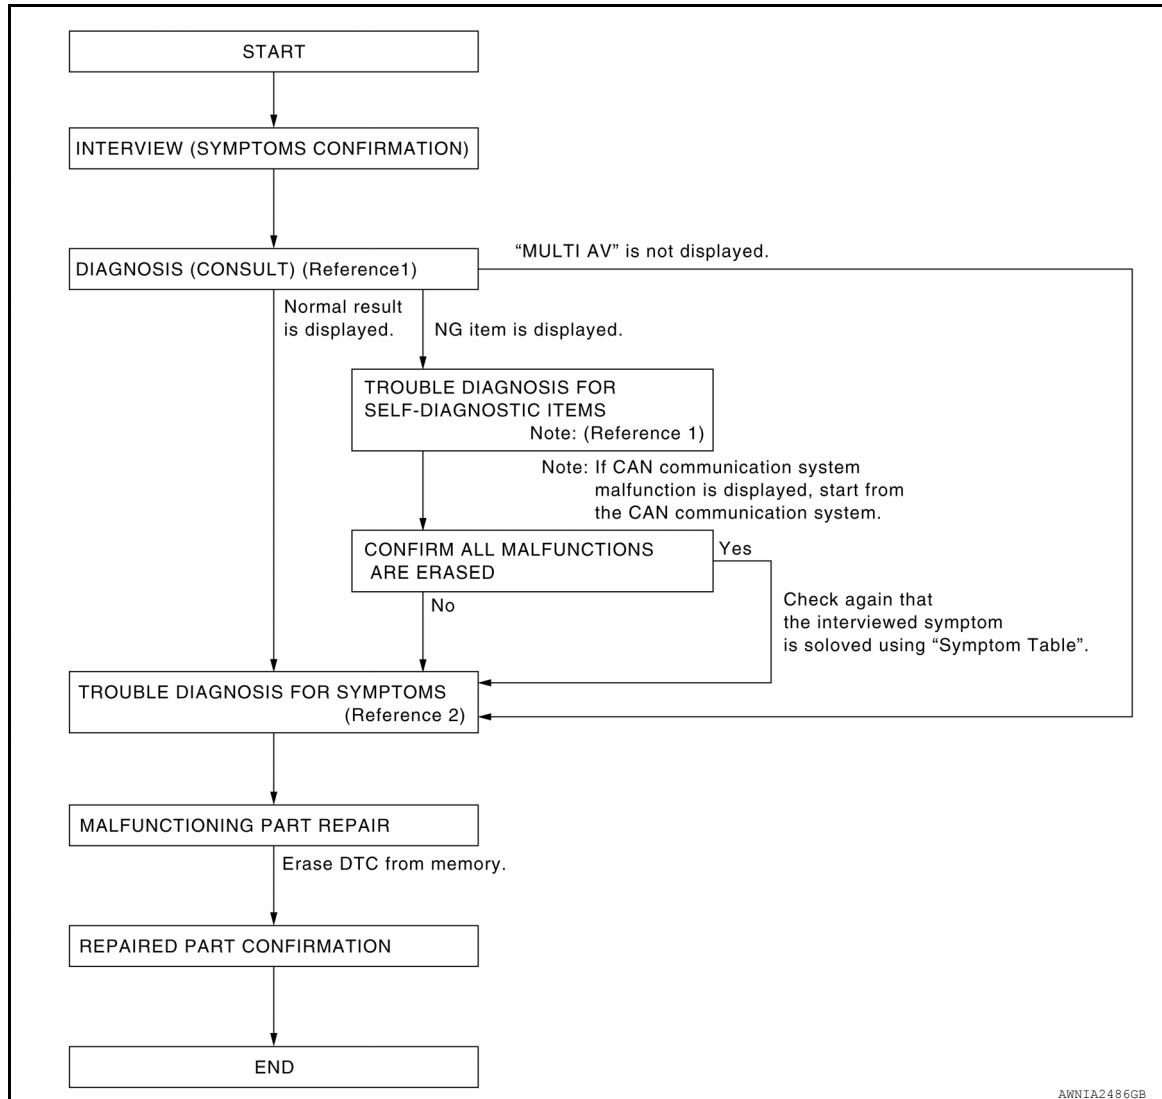 START
INTERVIEW (SYMPTOMS CONFIRMATION)
“MULTI AV” is not displayed.
DIAGNOSIS (CONSULT) (Reference1)
Normal result
is displayed.
NG item is displayed.
TROUBLE DIAGNOSIS FOR
SELF-DIAGNOSTIC ITEMS
Note: (Reference 1)
Note: If CAN communication system
malfunction is displayed, start from
the CAN communication system.
CONFIRM ALL MALFUNCTIONS
ARE ERASED
Yes
No
Check again that
the interviewed symptom
is soloved using “Symptom Table”.
TROUBLE DIAGNOSIS FOR SYMPTOMS
(Reference 2)
MALFUNCTIONING PART REPAIR
Erase DTC from memory.
REPAIRED PART CONFIRMATION
END
AWNIA2486GB